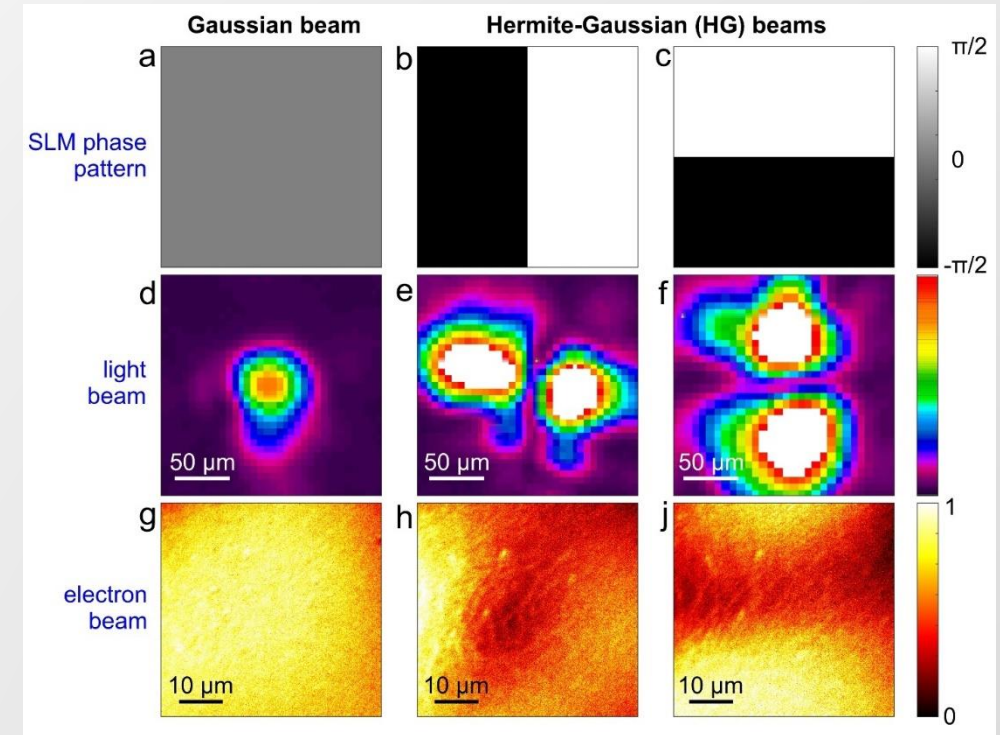 Gaussian beam
Hermite-Gaussian (HG) beams
a
b
c
π/2
SLM phase
pattern
0
-π/2
d
e
f
light
beam
50 µm
50 µm
50 µm
g
h
j
1
electron
beam
10 µm
10 µm
10 µm
0